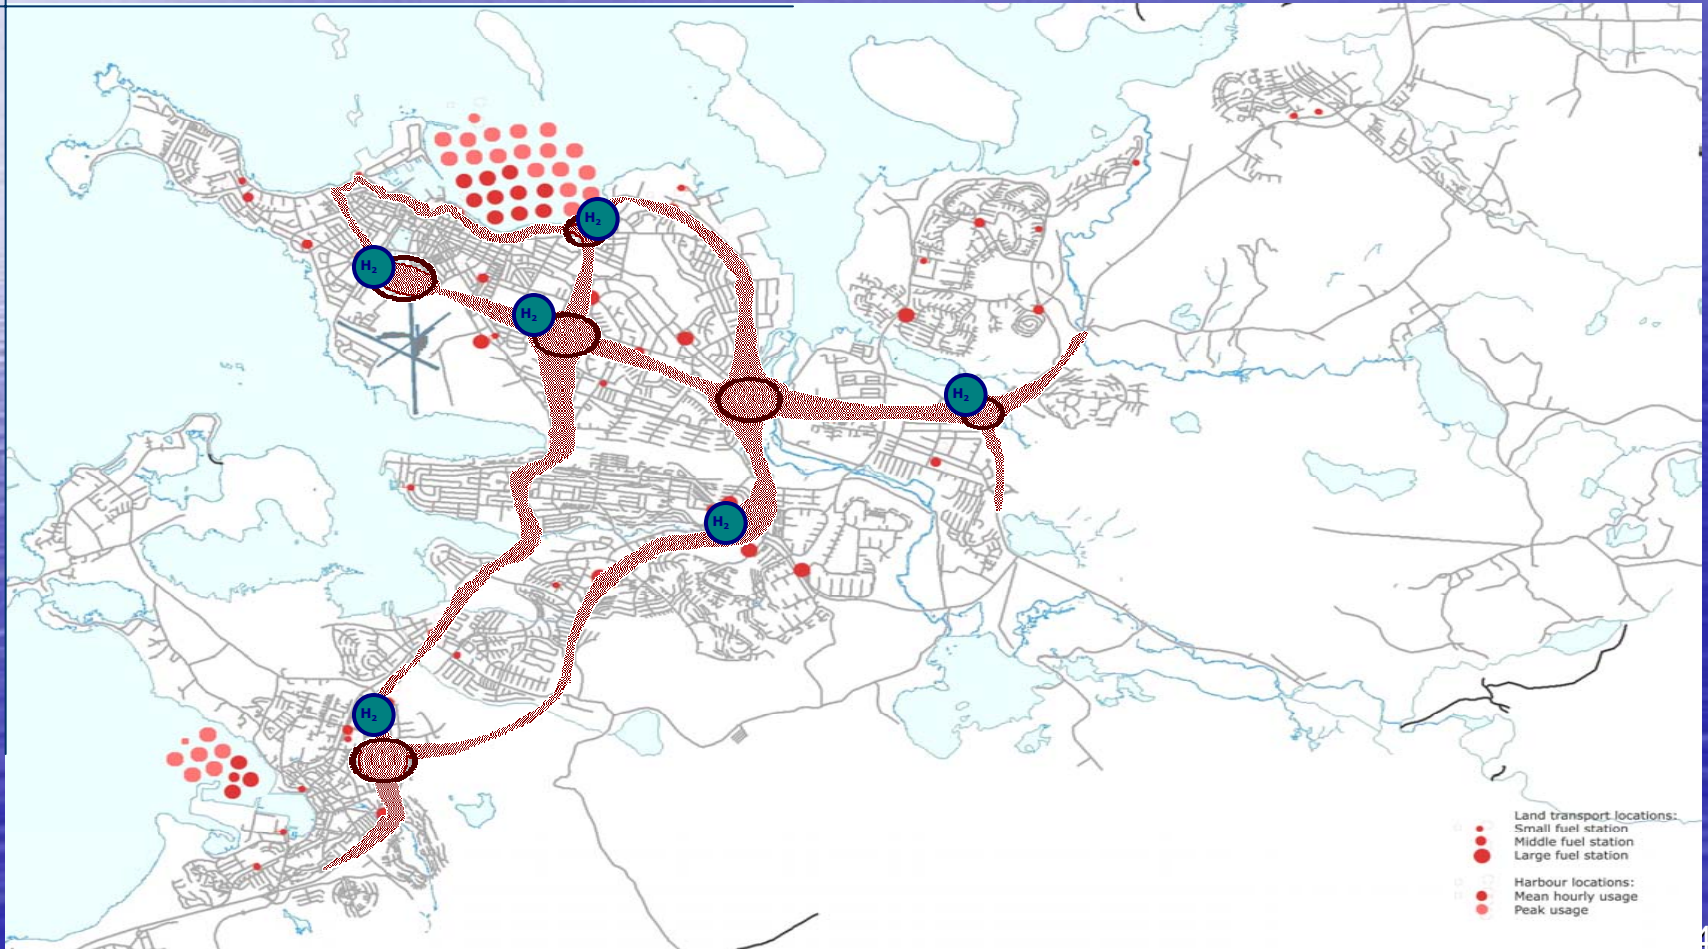 H₂
H₂
H₂
H₂
H₂
H₂
Land transport locations:
Small fuel station
Middle fuel station
Large fuel station
Harbour locations:
Mean hourly usage
Peak usage